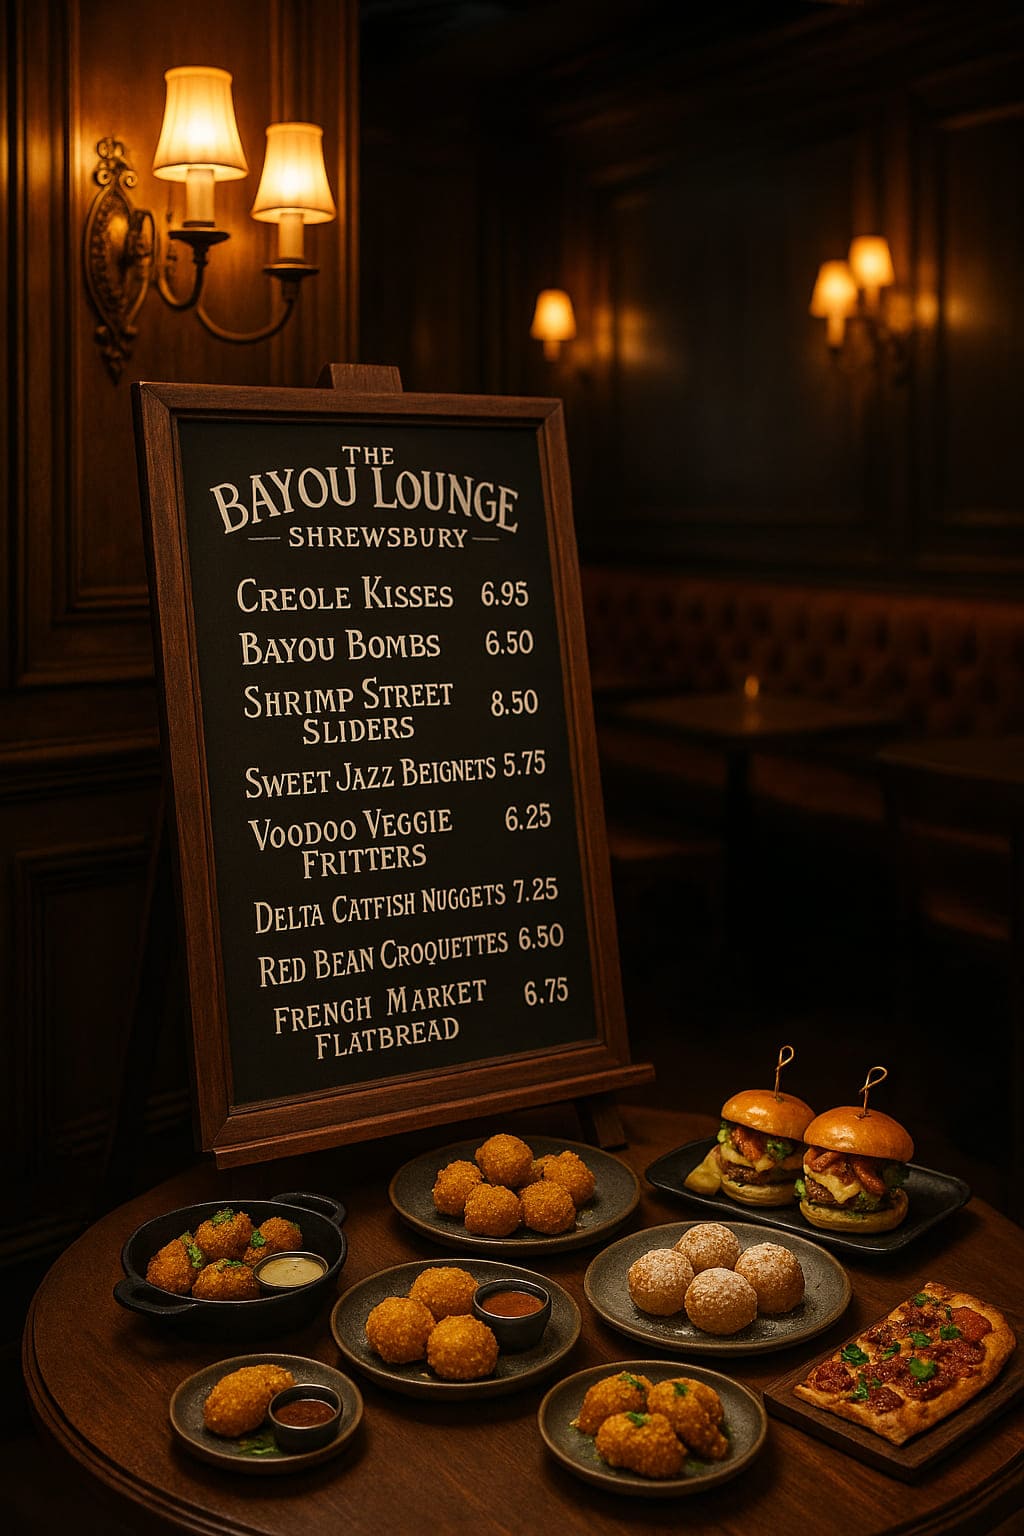 THE
BAYOU LOUNGE
SHREWSBURY
CREOLE KISSES 6.95
BAYOU BOMBS 6.50
SHRIMP STREET SLIDERS 8.50
SWEET JAZZ BEIGNETS 5.75
VOODOO VEGGIE FRITTERS 6.25
DELTA CATFISH NUGGETS 7.25
RED BEAN CROQUETTES 6.50
FRENGH MARKET FLATBREAD 6.75